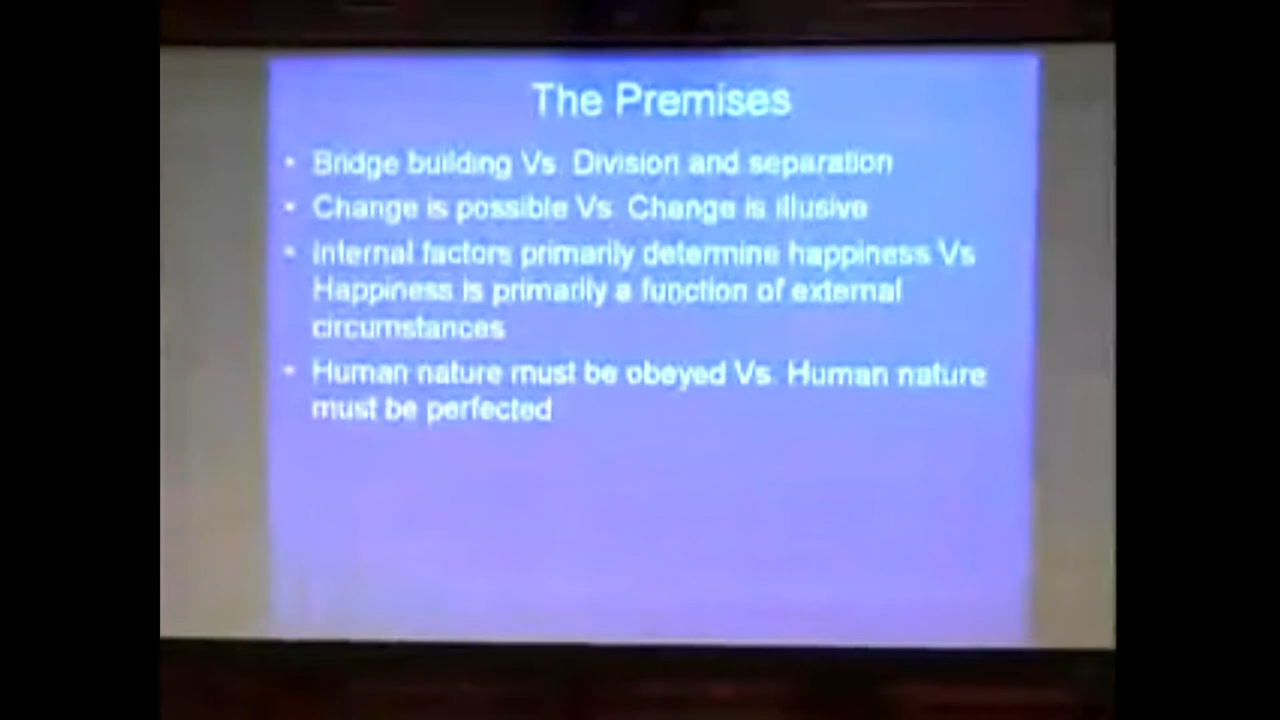 The Premises
• Bridge building Vs. Division and separation
• Change is possible Vs. Change is illusive
• Internal factors primarily determine happiness Vs
Happiness is primarily a function of external
circumstances
• Human nature must be obeyed Vs. Human nature
must be perfected